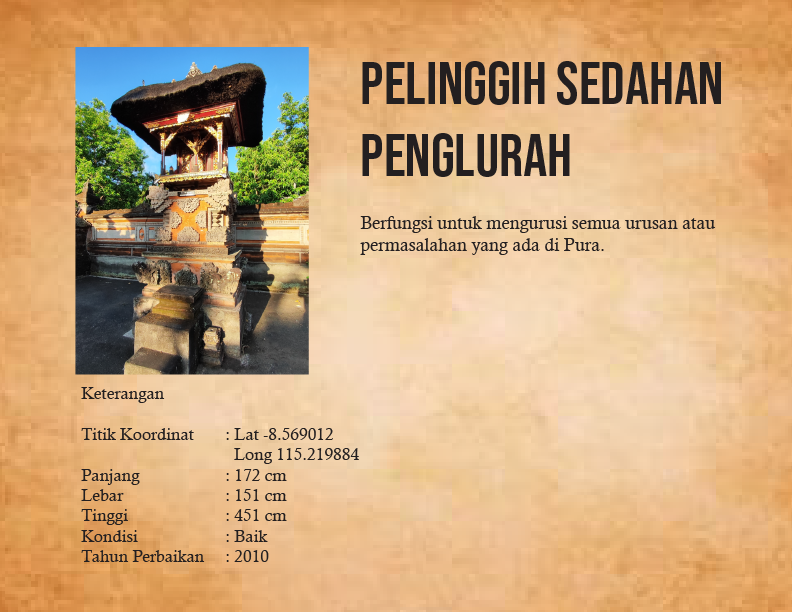 PELINGGIH SEDAHAN
PENGLURAH
Berfungsi untuk mengurusi semua urusan atau
permasalahan yang ada di Pura.
Keterangan
Titik Koordinat : Lat -8.569012
Long 115.219884
Panjang : 172 cm
Lebar : 151 cm
Tinggi : 451 cm
Kondisi : Baik
Tahun Perbaikan : 2010